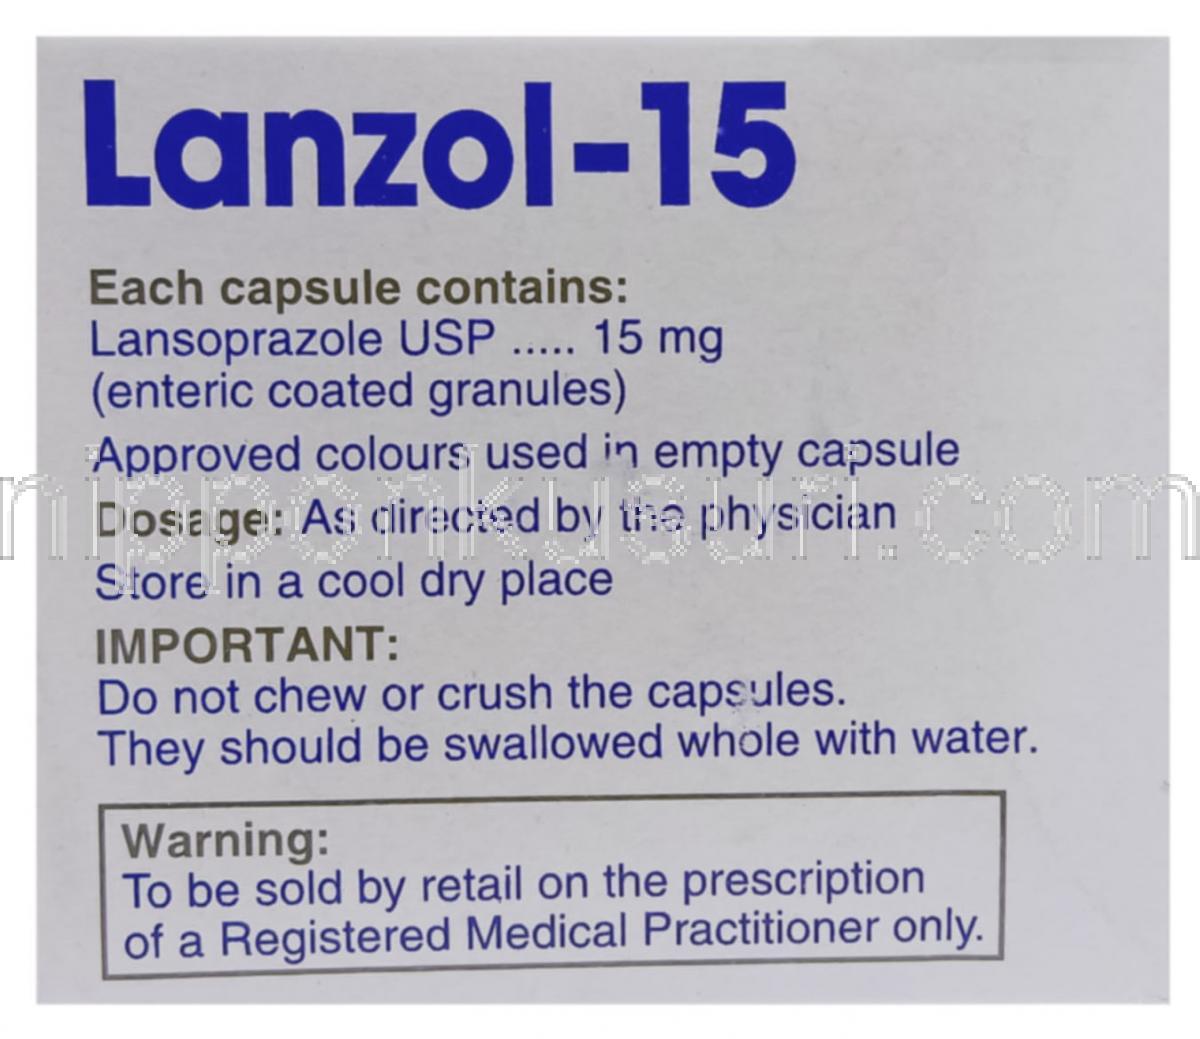 Lanzol-15
Each capsule contains:
Lansoprazole USP ..... 15 mg
(enteric coated granules)
Approved colours used in empty capsule
nipponkusuri.com
Dosage: As directed by the physician
Store in a cool dry place
IMPORTANT:
Do not chew or crush the capsules.
They should be swallowed whole with water.
Warning:
To be sold by retail on the prescription
of a Registered Medical Practitioner only.